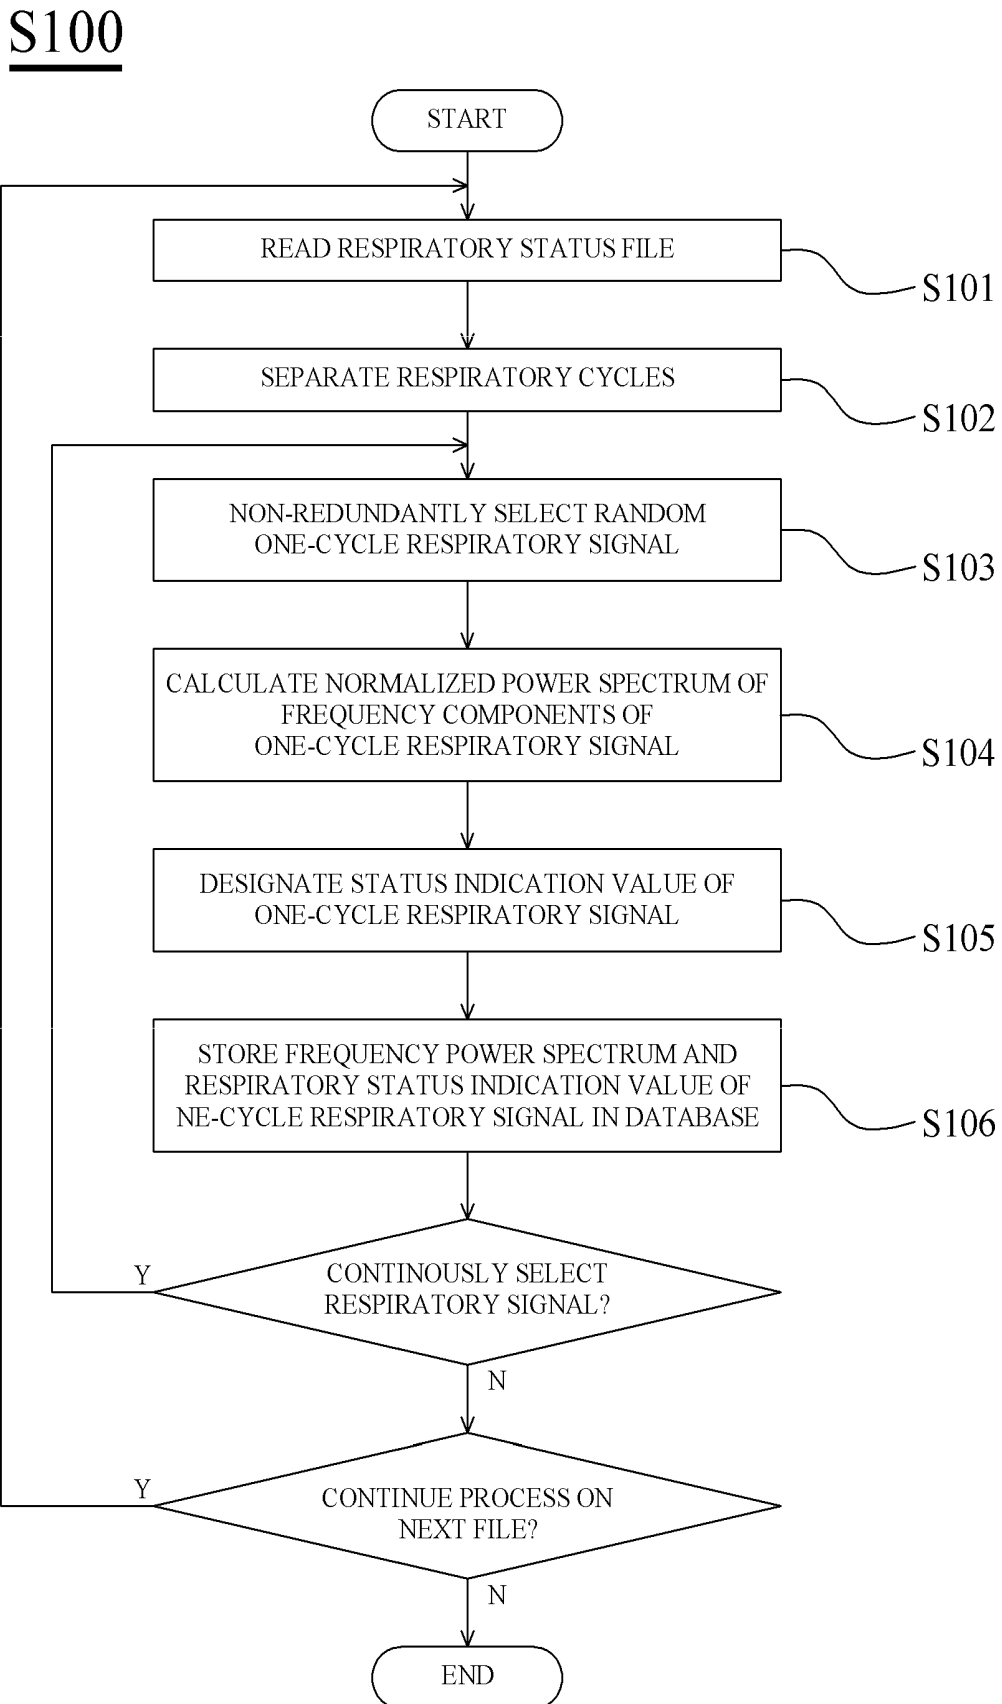 S100
START
READ RESPIRATORY STATUS FILE
S101
SEPARATE RESPIRATORY CYCLES
S102
NON-REDUNDANTLY SELECT RANDOM
ONE-CYCLE RESPIRATORY SIGNAL
S103
CALCULATE NORMALIZED POWER SPECTRUM OF
FREQUENCY COMPONENTS OF
ONE-CYCLE RESPIRATORY SIGNAL
S104
DESIGNATE STATUS INDICATION VALUE OF
ONE-CYCLE RESPIRATORY SIGNAL
S105
STORE FREQUENCY POWER SPECTRUM AND
RESPIRATORY STATUS INDICATION VALUE OF
NE-CYCLE RESPIRATORY SIGNAL IN DATABASE
S106
Y
CONTINOUSLY SELECT
RESPIRATORY SIGNAL?
N
Y
CONTINUE PROCESS ON
NEXT FILE?
N
END